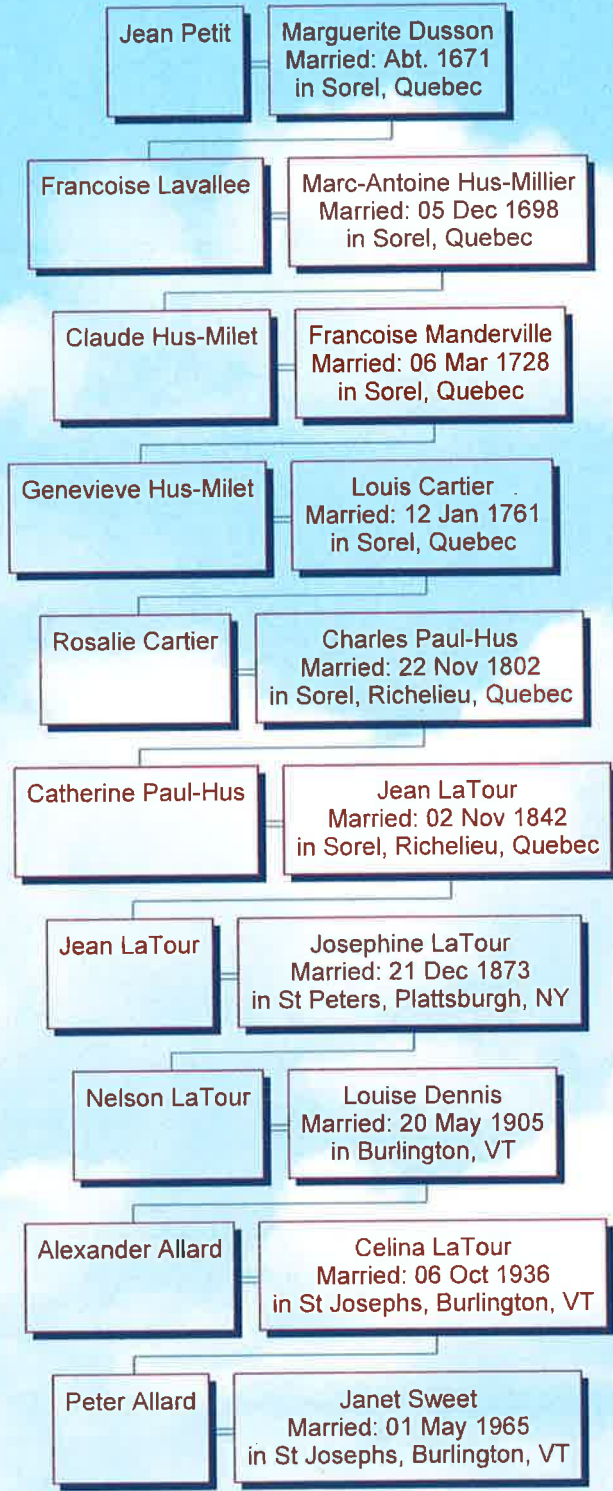 Jean Petit
Marguerite Dusson
Married: Abt. 1671
in Sorel, Quebec
Francoise Lavallee
Marc-Antoine Hus-Millier
Married: 05 Dec 1698
in Sorel, Quebec
Claude Hus-Milet
Francoise Manderville
Married: 06 Mar 1728
in Sorel, Quebec
Genevieve Hus-Milet
Louis Cartier
Married: 12 Jan 1761
in Sorel, Quebec
Rosalie Cartier
Charles Paul-Hus
Married: 22 Nov 1802
in Sorel, Richelieu, Quebec
Catherine Paul-Hus
Jean LaTour
Married: 02 Nov 1842
in Sorel, Richelieu, Quebec
Jean LaTour
Josephine LaTour
Married: 21 Dec 1873
in St Peters, Plattsburgh, NY
Nelson LaTour
Louise Dennis
Married: 20 May 1905
in Burlington, VT
Alexander Allard
Celina LaTour
Married: 06 Oct 1936
in St Josephs, Burlington, VT
Peter Allard
Janet Sweet
Married: 01 May 1965
in St Josephs, Burlington, VT